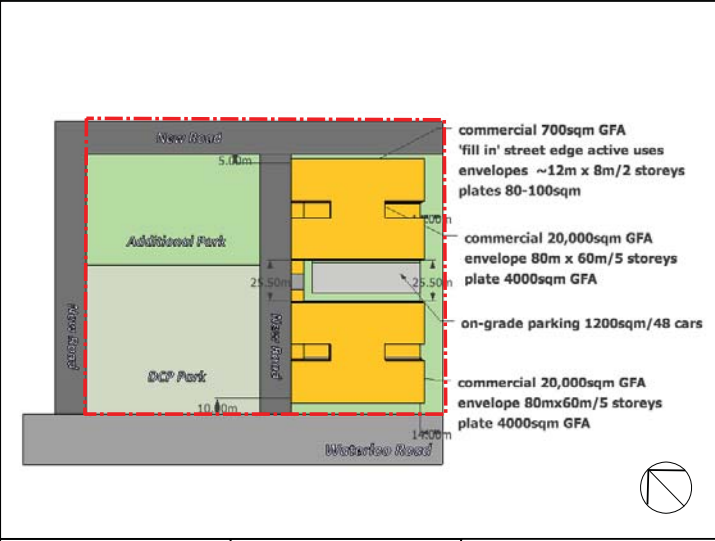 New Road
5.00m
commercial 700sqm GFA
'fill in' street edge active uses
envelopes ~12m x 8m/2 storeys
plates 80-100sqm
Additional Park
commercial 20,000sqm GFA
envelope 80m x 60m/5 storeys
plate 4000sqm GFA
25.50m
25.50m
on-grade parking 1200sqm/48 cars
New Road
New Road
DCP Park
commercial 20,000sqm GFA
envelope 80mx60m/5 storeys
plate 4000sqm GFA
10.00m
14.00m
Waterloo Road